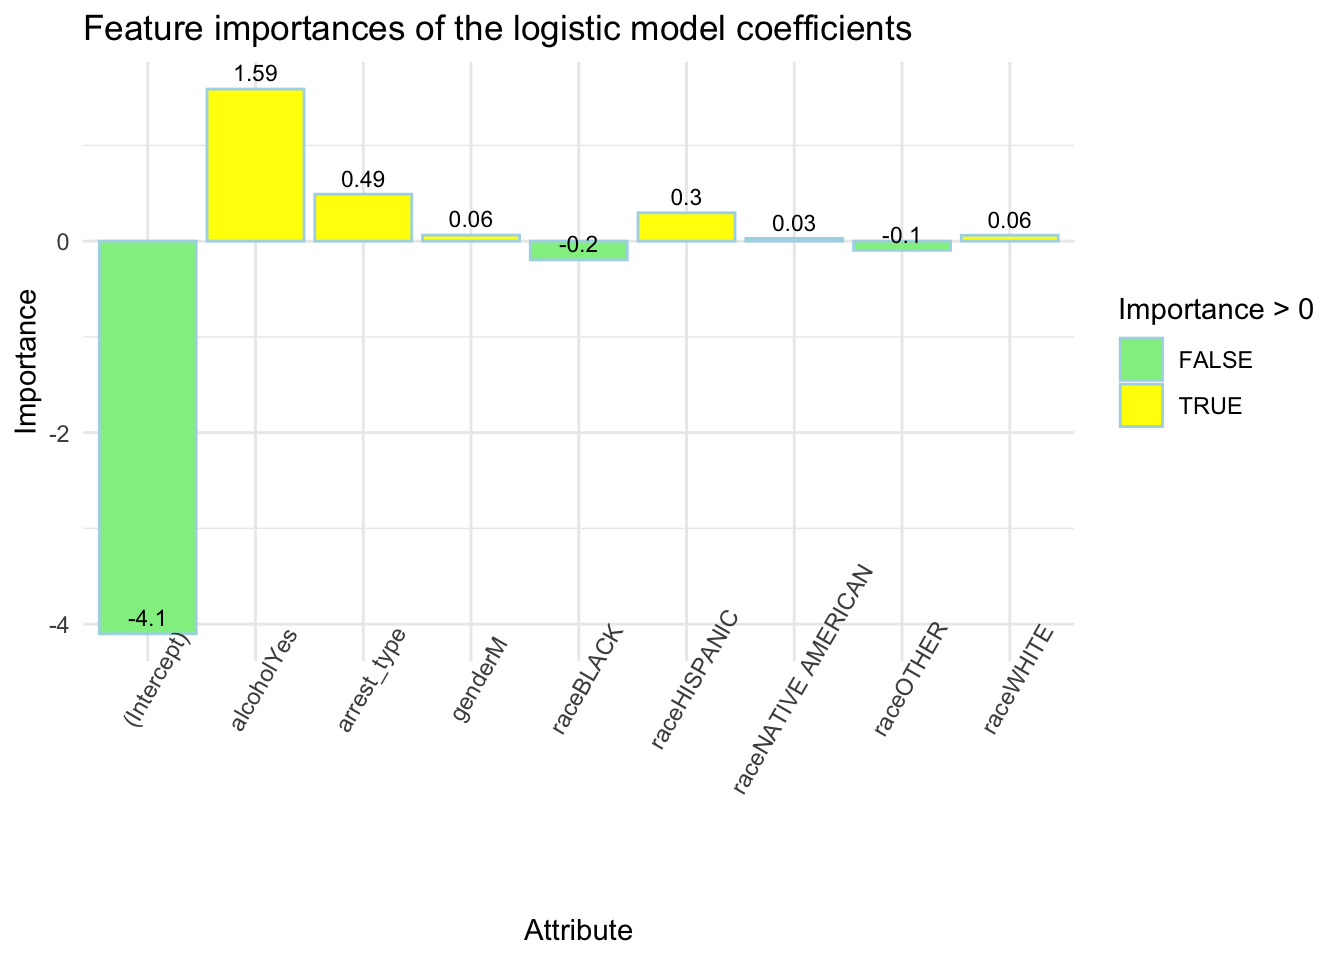 Feature importances of the logistic model coefficients
1.59
0.49
0.3
0.06
0.03
0.06
0
-0.2
-0.1
Importance
-2
-4
-4.1
Importance > 0
FALSE
TRUE
(Intercept)
alcoholYes
arrest_type
genderM
raceBLACK
raceHISPANIC
raceNATIVE AMERICAN
raceOTHER
raceWHITE
Attribute